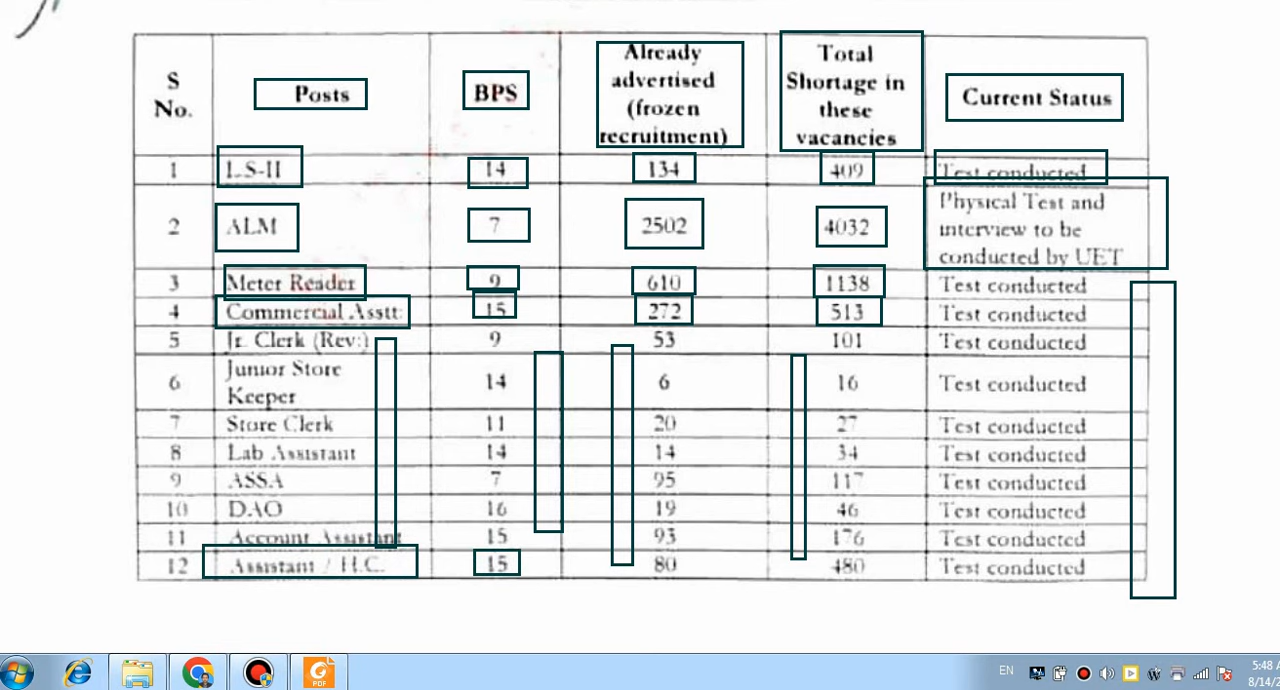 S No. Posts BPS Already advertised (frozen recruitment) Total Shortage in these vacancies Current Status
1 LS-II 14 134 409 Test conducted
2 ALM 7 2502 4032 Physical Test and
interview to be
conducted by UET
3 Meter Reader 9 610 1138 Test conducted
4 Commercial Asstt: 15 272 513 Test conducted
5 Jr. Clerk (Rev:) 9 53 101 Test conducted
6 Junior Store
Keeper 14 6 16 Test conducted
7 Store Clerk 11 20 27 Test conducted
8 Lab Assistant 14 14 34 Test conducted
9 ASSA 7 95 117 Test conducted
10 DAO 16 19 46 Test conducted
11 Account Assistant 15 93 176 Test conducted
12 Assistant / H.C. 15 80 480 Test conducted
PDF
EN
5:48
8/14/2